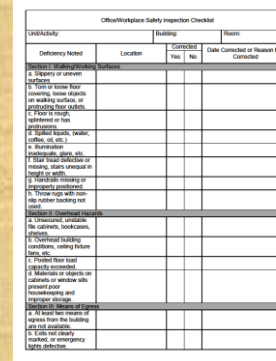 Office/Workplace Safety Inspection Checklist
Unit/Activity: Building: Room:
Deficiency Noted Location Corrected Date Corrected or Reason
Yes No Corrected
Section I: Walking/Working Surfaces
a. Slippery or uneven
surfaces
b. Torn or loose floor
covering, loose objects
on walking surface, or
protruding floor outlets.
c. Floor is rough,
splintered or has
protrusions.
d. Spilled liquids, (water,
coffee, oil, etc.)
e. Illumination
inadequate, glare, etc.
f. Stair tread defective or
missing, stairs unequal in
height or width.
g. Handrails missing or
improperly positioned.
h. Throw rugs with non-
slip rubber backing not
used.
Section II: Overhead Hazards
a. Unsecured, unstable
file cabinets, bookcases,
shelves.
b. Overhead building
conditions, ceiling fixture
fans, etc.
c. Posted floor load
capacity exceeded.
d. Materials or objects on
cabinets or window sills
present poor
housekeeping and
improper storage.
Section III: Means of Egress
a. At least two means of
egress from the building
are not available.
b. Exits not clearly
marked, or emergency
lights defective.